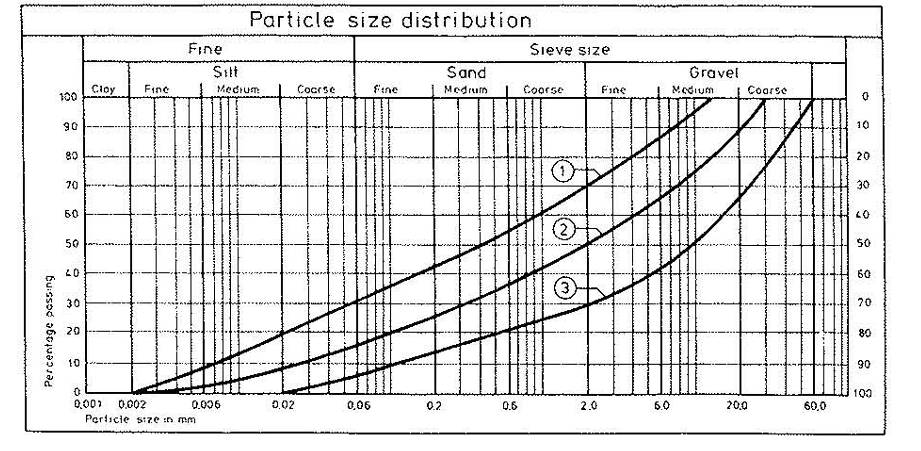 Particle size distribution
Fine Sieve size
Silt Sand Gravel
Clay Fine Medium Coarse Fine Medium Coarse Fine Medium Coarse
100 0
90 10
80 20
① 70 30
60 40
② 50 50
40 60
③ 30 70
20 80
10 90
0 100
Percentage passing
0,001 0,002 0,006 0.02 0,06 0.2 0.6 2.0 6.0 20,0 60,0
Particle size in mm